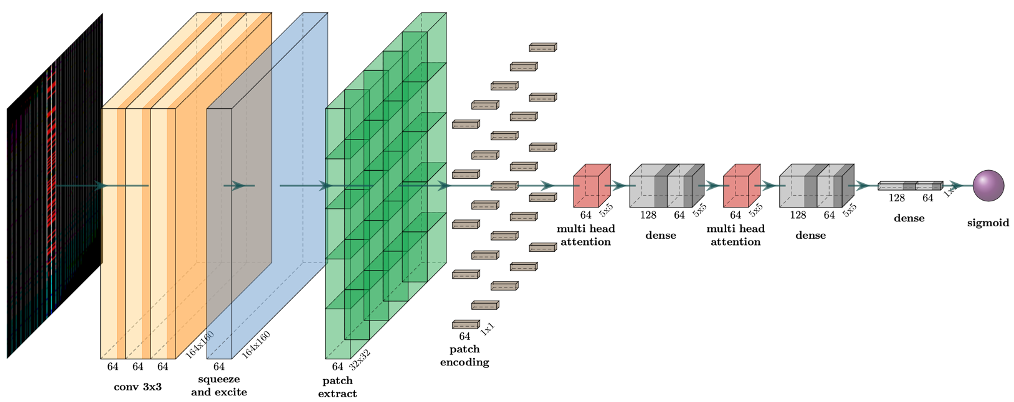 64 64 64 164x160
conv 3x3
64 164x160
squeeze
and excite
64 32x32
patch
extract
64 1x1
patch
encoding
64 5x5
multi head
attention
128 64 5x5
dense
64 5x5
multi head
attention
128 64 5x5
dense
128 64
dense
sigmoid